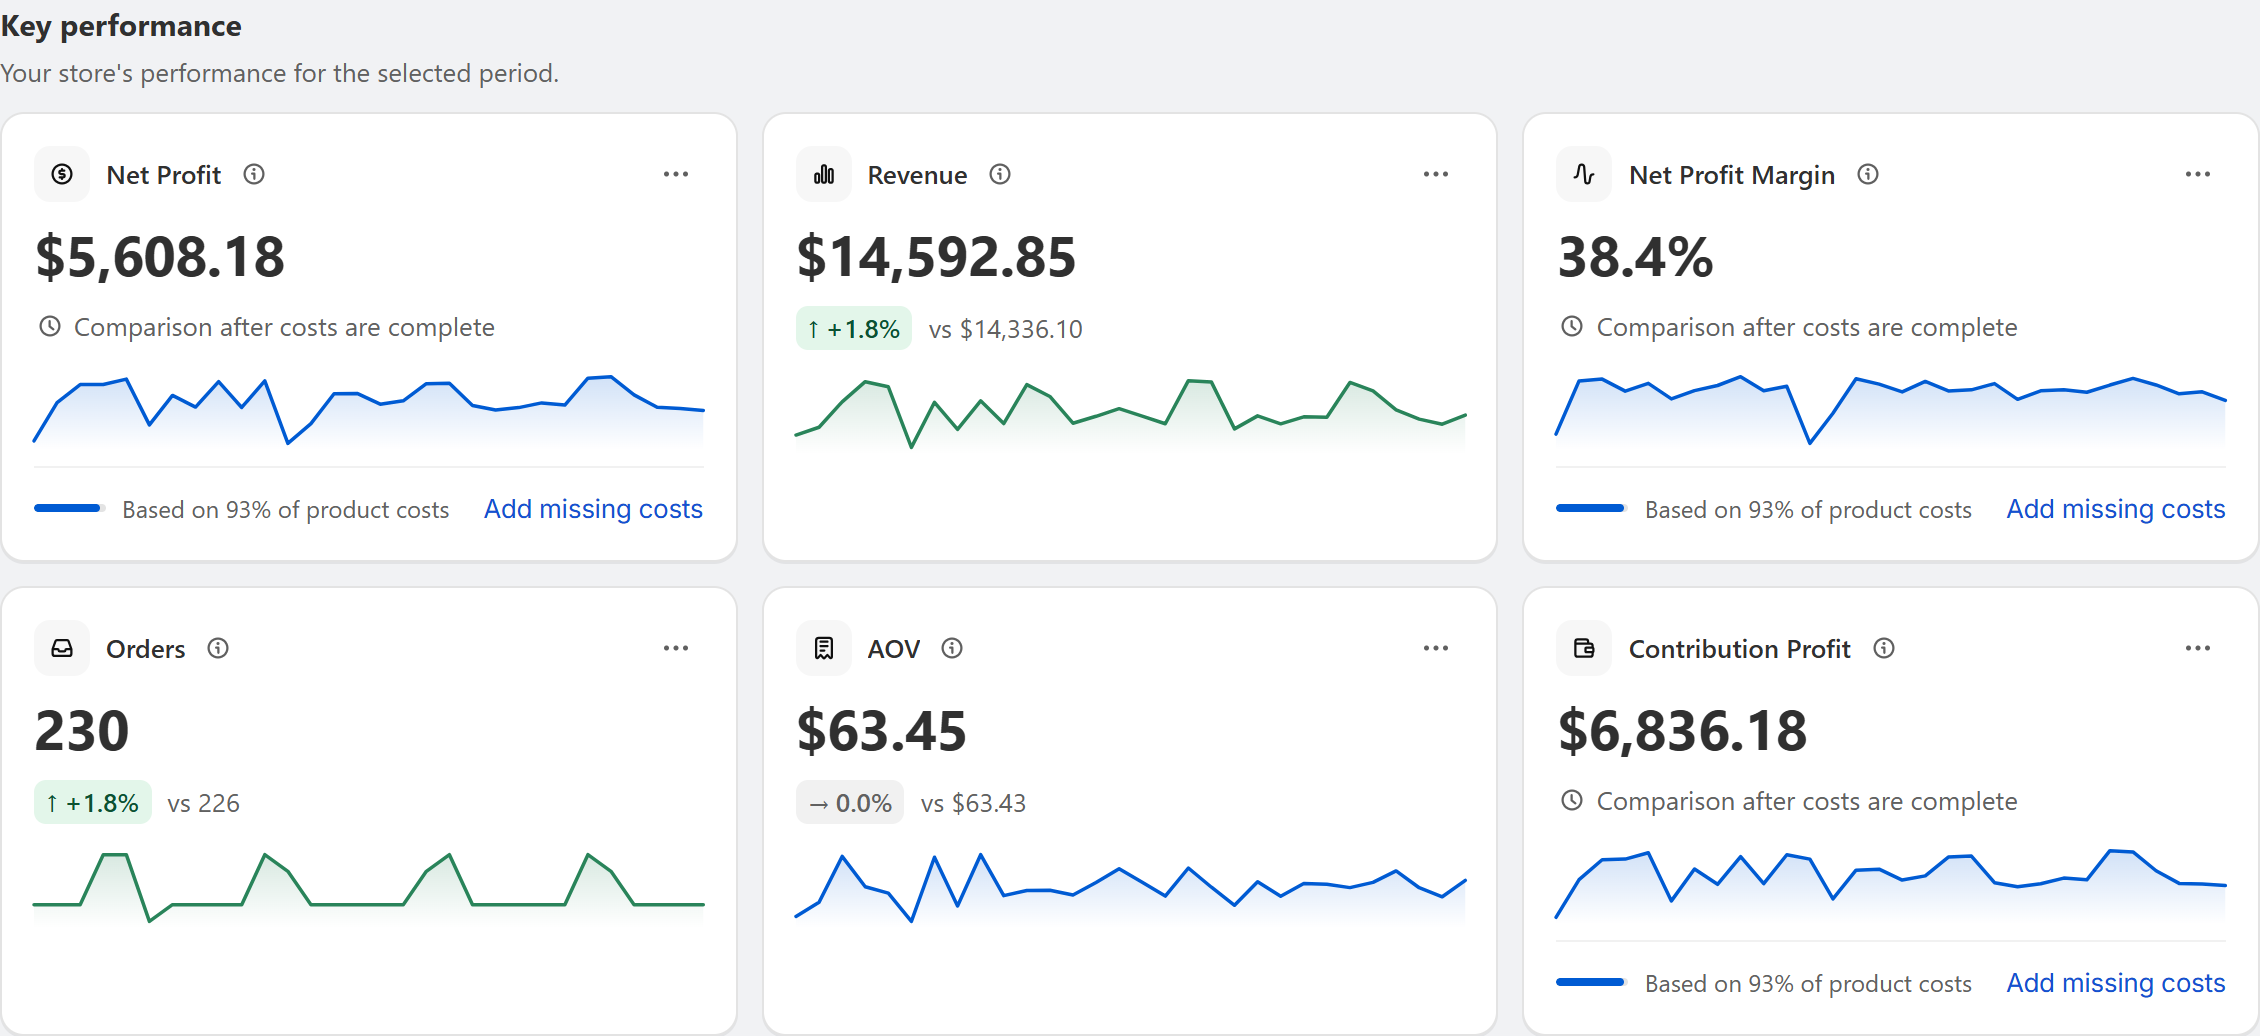 Key performance
Your store's performance for the selected period.
Net Profit
$5,608.18
Comparison after costs are complete
Based on 93% of product costs Add missing costs
Revenue
$14,592.85
↑ +1.8% vs $14,336.10
Net Profit Margin
38.4%
Comparison after costs are complete
Based on 93% of product costs Add missing costs
Orders
230
↑ +1.8% vs 226
AOV
$63.45
→ 0.0% vs $63.43
Contribution Profit
$6,836.18
Comparison after costs are complete
Based on 93% of product costs Add missing costs